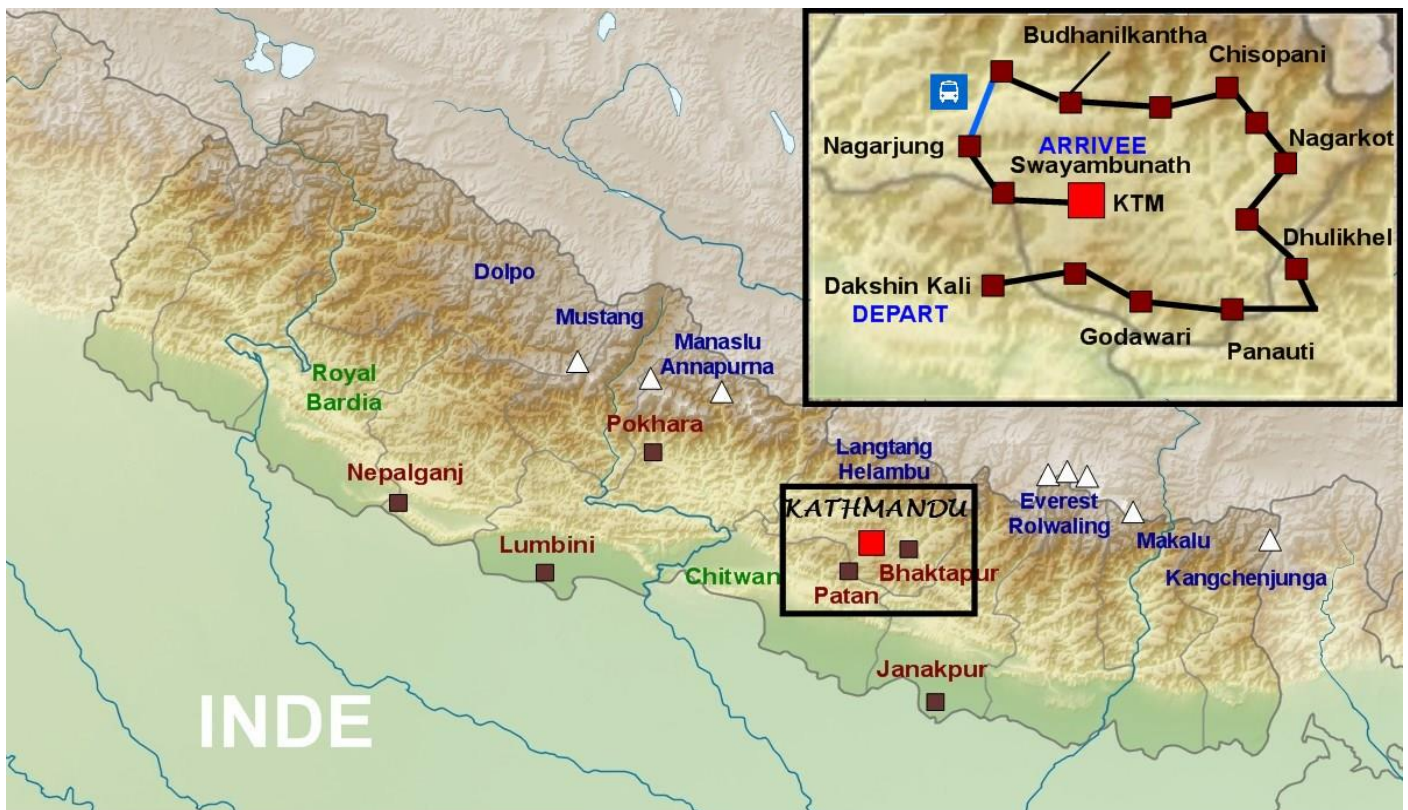 Budhanilkantha
Chisopani
Nagarjung
ARRIVEE
Nagarkot
Swayambunath
KTM
Dhulikhel
Dakshin Kali
DEPART
Godawari
Panauti
Dolpo
Mustang
Manaslu
Annapurna
Royal
Bardia
Pokhara
Nepalganj
Langtang
Helambu
KATHMANDU
Everest
Rolwaling
Makalu
Kangchenjunga
Lumbini
Chitwan
Bhaktapur
Patan
Janakpur
INDE